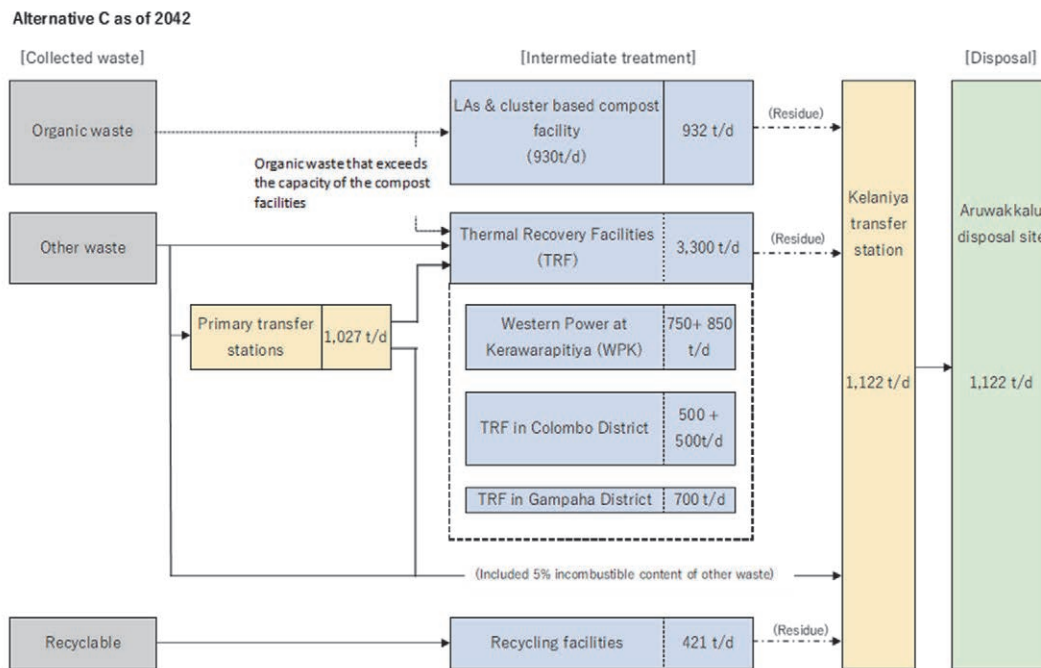 Alternative C as of 2042
[Collected waste]
[Intermediate treatment]
[Disposal]
Organic waste
LAs & cluster based compost
facility
(930t/d)
932 t/d
(Residue)
Organic waste that exceeds
the capacity of the compost
facilities
Other waste
Thermal Recovery Facilities
(TRF)
3,300 t/d
(Residue)
Kelaniya
transfer
station
Aruwakkalu
disposal site
Primary transfer
stations
1,027 t/d
Western Power at
Kerawarapitiya (WPK)
750+ 850
t/d
1,122 t/d
1,122 t/d
TRF in Colombo District
500 +
500t/d
TRF in Gampaha District
700 t/d
(Included 5% incombustible content of other waste)
Recyclable
Recycling facilities
421 t/d
(Residue)